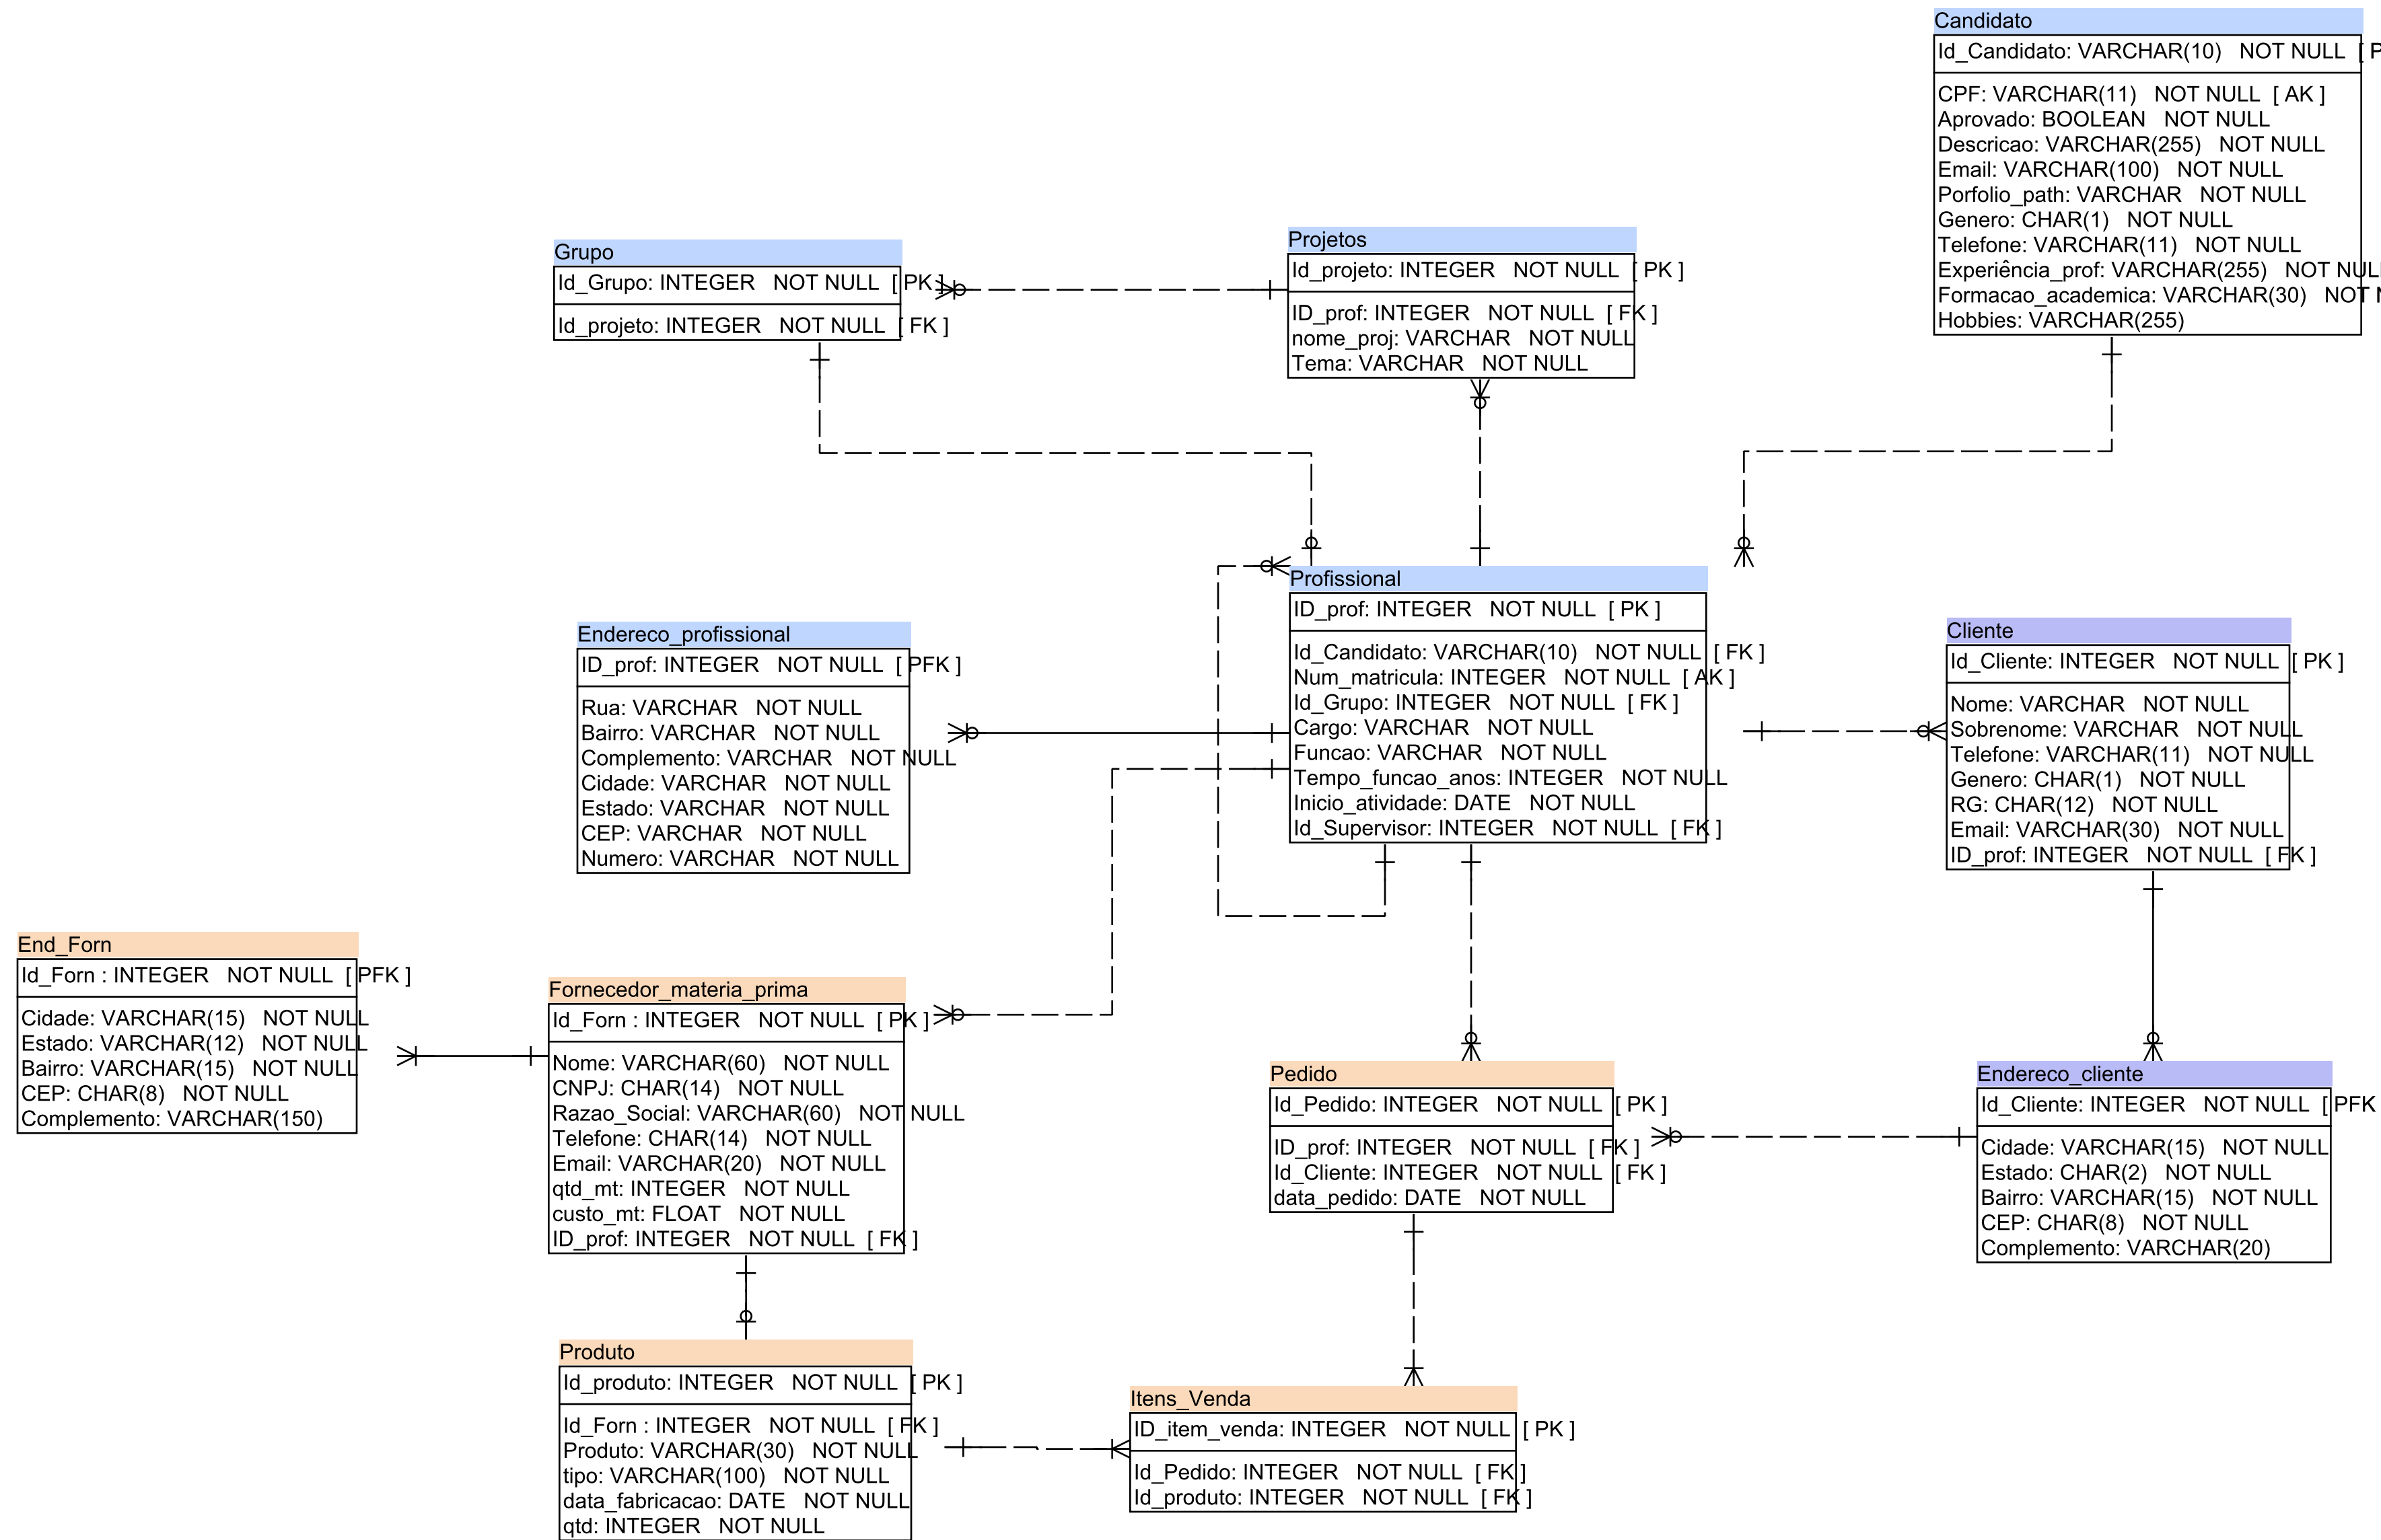 Candidato
Id_Candidato: VARCHAR(10) NOT NULL [ P
CPF: VARCHAR(11) NOT NULL [ AK ]
Aprovado: BOOLEAN NOT NULL
Descricao: VARCHAR(255) NOT NULL
Email: VARCHAR(100) NOT NULL
Porfolio_path: VARCHAR NOT NULL
Genero: CHAR(1) NOT NULL
Telefone: VARCHAR(11) NOT NULL
Experiência_prof: VARCHAR(255) NOT NULL
Formacao_academica: VARCHAR(30) NOT N
Hobbies: VARCHAR(255)
Grupo
Id_Grupo: INTEGER NOT NULL [ PK ]
Id_projeto: INTEGER NOT NULL [ FK ]
Projetos
Id_projeto: INTEGER NOT NULL [ PK ]
ID_prof: INTEGER NOT NULL [ FK ]
nome_proj: VARCHAR NOT NULL
Tema: VARCHAR NOT NULL
Profissional
ID_prof: INTEGER NOT NULL [ PK ]
Id_Candidato: VARCHAR(10) NOT NULL [ FK ]
Num_matricula: INTEGER NOT NULL [ AK ]
Id_Grupo: INTEGER NOT NULL [ FK ]
Cargo: VARCHAR NOT NULL
Funcao: VARCHAR NOT NULL
Tempo_funcao_anos: INTEGER NOT NULL
Inicio_atividade: DATE NOT NULL
Id_Supervisor: INTEGER NOT NULL [ FK ]
Endereco_profissional
ID_prof: INTEGER NOT NULL [ PFK ]
Rua: VARCHAR NOT NULL
Bairro: VARCHAR NOT NULL
Complemento: VARCHAR NOT NULL
Cidade: VARCHAR NOT NULL
Estado: VARCHAR NOT NULL
CEP: VARCHAR NOT NULL
Numero: VARCHAR NOT NULL
Cliente
Id_Cliente: INTEGER NOT NULL [ PK ]
Nome: VARCHAR NOT NULL
Sobrenome: VARCHAR NOT NULL
Telefone: VARCHAR(11) NOT NULL
Genero: CHAR(1) NOT NULL
RG: CHAR(12) NOT NULL
Email: VARCHAR(30) NOT NULL
ID_prof: INTEGER NOT NULL [ FK ]
End_Forn
Id_Forn : INTEGER NOT NULL [ PFK ]
Cidade: VARCHAR(15) NOT NULL
Estado: VARCHAR(12) NOT NULL
Bairro: VARCHAR(15) NOT NULL
CEP: CHAR(8) NOT NULL
Complemento: VARCHAR(150)
Fornecedor_materia_prima
Id_Forn : INTEGER NOT NULL [ PK ]
Nome: VARCHAR(60) NOT NULL
CNPJ: CHAR(14) NOT NULL
Razao_Social: VARCHAR(60) NOT NULL
Telefone: CHAR(14) NOT NULL
Email: VARCHAR(20) NOT NULL
qtd_mt: INTEGER NOT NULL
custo_mt: FLOAT NOT NULL
ID_prof: INTEGER NOT NULL [ FK ]
Pedido
Id_Pedido: INTEGER NOT NULL [ PK ]
ID_prof: INTEGER NOT NULL [ FK ]
Id_Cliente: INTEGER NOT NULL [ FK ]
data_pedido: DATE NOT NULL
Endereco_cliente
Id_Cliente: INTEGER NOT NULL [ PFK
Cidade: VARCHAR(15) NOT NULL
Estado: CHAR(2) NOT NULL
Bairro: VARCHAR(15) NOT NULL
CEP: CHAR(8) NOT NULL
Complemento: VARCHAR(20)
Produto
Id_produto: INTEGER NOT NULL [ PK ]
Id_Forn : INTEGER NOT NULL [ FK ]
Produto: VARCHAR(30) NOT NULL
tipo: VARCHAR(100) NOT NULL
data_fabricacao: DATE NOT NULL
qtd: INTEGER NOT NULL
Itens_Venda
ID_item_venda: INTEGER NOT NULL [ PK ]
Id_Pedido: INTEGER NOT NULL [ FK ]
Id_produto: INTEGER NOT NULL [ FK ]